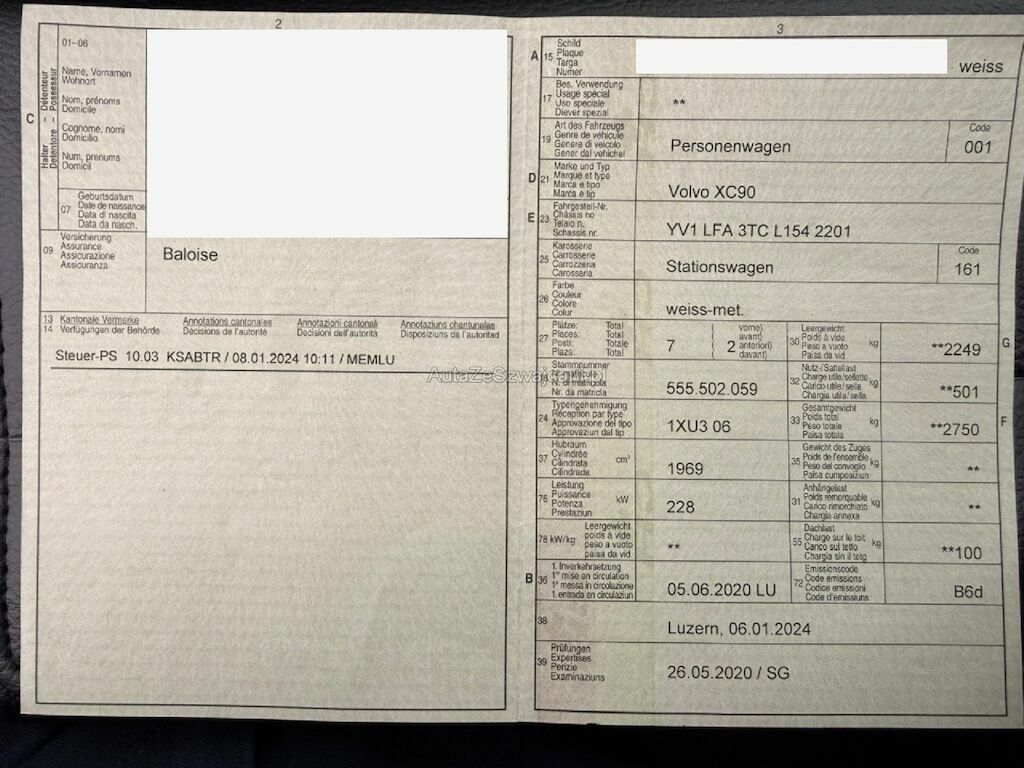 2
01-06
Name, Vornamen
Wohnort
Nom, prénoms
Domicile
Cognome, nomi
Domicilio
Num, prenums
Domicil
C
Halter – Détenteur
Detentore – Possessur
07
Geburtsdatum
Date de naissance
Data di nascita
Data da nasch.
09
Versicherung
Assurance
Assicurazione
Assicuranza
Baloise
13 Kantonale Vermerke
14 Verfügungen der Behörde
Annotations cantonales
Décisions de l'autorité
Annotazioni cantonali
Decisioni dell'autorità
Annotaziuns chantunalas
Disposiziuns da l'autoritad
Steuer-PS 10.03 KSABTR / 08.01.2024 10:11 / MEMLU
AutaZeSzwajcarii.pl
3
A 15
Schild
Plaque
Targa
Numer
weiss
17
Bes. Verwendung
Usage spécial
Uso speciale
Diever spezial
**
19
Art des Fahrzeugs
Genre de véhicule
Genere di veicolo
Gener dal vehichel
Personenwagen
Code
001
D 21
Marke und Typ
Marque et type
Marca e tipo
Marca e tip
Volvo XC90
E 23
Fahrgestell-Nr.
Châssis no
Telaio n.
Schassis nr.
YV1 LFA 3TC L154 2201
25
Karosserie
Carrosserie
Carrozzeria
Carossaria
Stationswagen
Code
161
26
Farbe
Couleur
Colore
Colur
weiss-met.
27
Plätze: Total
Places: Total
Posti: Totale
Plazs: Total
7
( vorne)
( avant)
( anteriori)
( davant)
2
30
Leergewicht
Poids à vide
Peso a vuoto
Paisa da vid
kg
**2249
G
Stammnummer
N. di matricola
Nr. da matricla
555.502.059
32
Nutz-/Sattellast
Charge utile/sellette
Carico utile/sella
Chargia utila/sella
kg
**501
24
Typengenehmigung
Réception par type
Approvazione del tipo
Approvaziun dal tip
1XU3 06
33
Gesamtgewicht
Poids total
Peso totale
Paisa totala
kg
**2750
F
37
Hubraum
Cylindrée
Cilindrata
Cilindrada
cm³
1969
35
Gewicht des Zuges
Poids de l'ensemble
Peso del convoglio
Paisa cumposiziun
kg
**
76
Leistung
Puissance
Potenza
Prestaziun
kW
228
31
Anhängelast
Poids remorquable
Carico rimorchiato
Chargia annexa
kg
**
78 kW/kg
Leergewicht
poids à vide
peso a vuoto
paisa da vid
**
55
Dachlast
Charge sur le toit
Carico sul tetto
Chargia sin il tetg
kg
**100
B 36
1. Inverkehrsetzung
1re mise en circulation
1a messa in circolazione
1. entrada en circulaziun
05.06.2020 LU
72
Emissionscode
Code émissions
Codice emissioni
Code d'emissiuns
B6d
38
Luzern, 06.01.2024
39
Prüfungen
Expertises
Perizie
Examinaziuns
26.05.2020 / SG